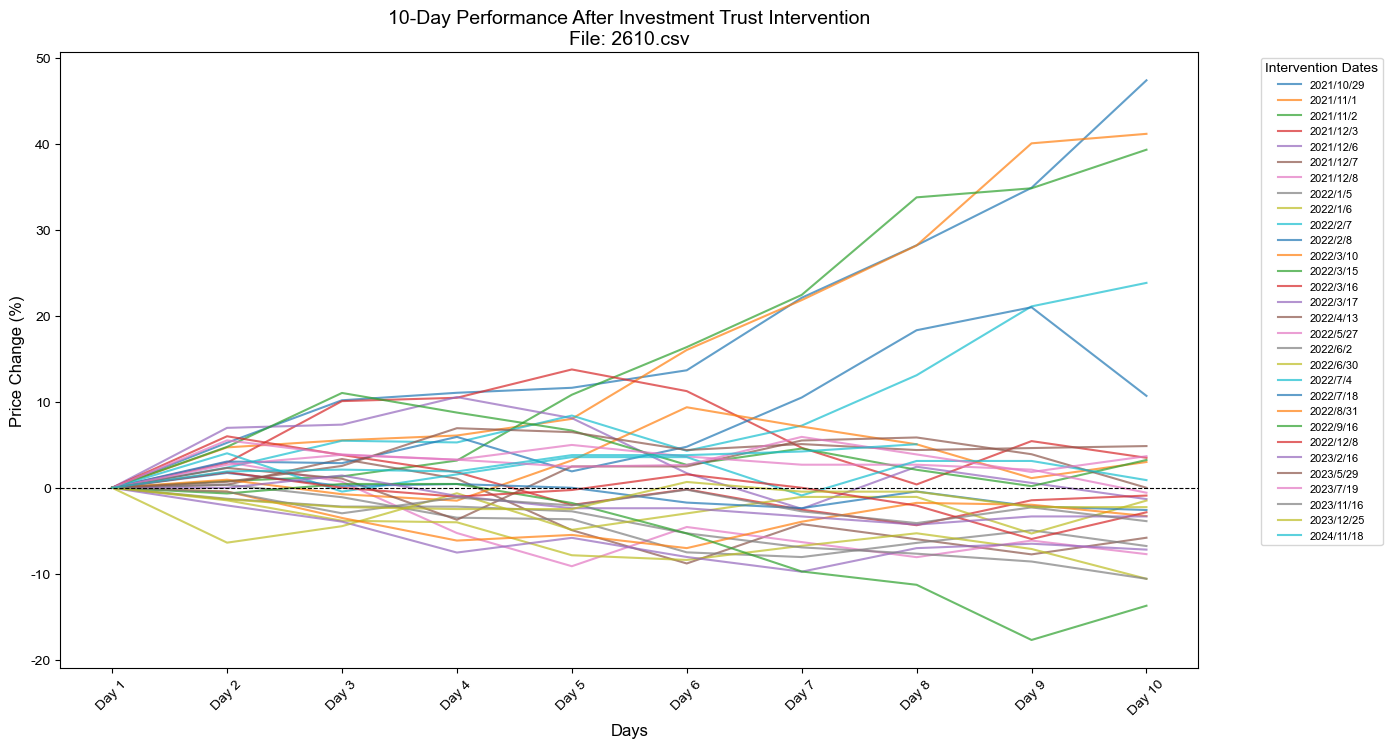 10-Day Performance After Investment Trust Intervention
File: 2610.csv
Price Change (%)
50
40
30
20
10
0
-10
-20
Day 1
Day 2
Day 3
Day 4
Day 5
Day 6
Day 7
Day 8
Day 9
Day 10
Days
Intervention Dates
2021/10/29
2021/11/1
2021/11/2
2021/12/3
2021/12/6
2021/12/7
2021/12/8
2022/1/5
2022/1/6
2022/2/7
2022/2/8
2022/3/10
2022/3/15
2022/3/16
2022/3/17
2022/4/13
2022/5/27
2022/6/2
2022/6/30
2022/7/4
2022/7/18
2022/8/31
2022/9/16
2022/12/8
2023/2/16
2023/5/29
2023/7/19
2023/11/16
2023/12/25
2024/11/18